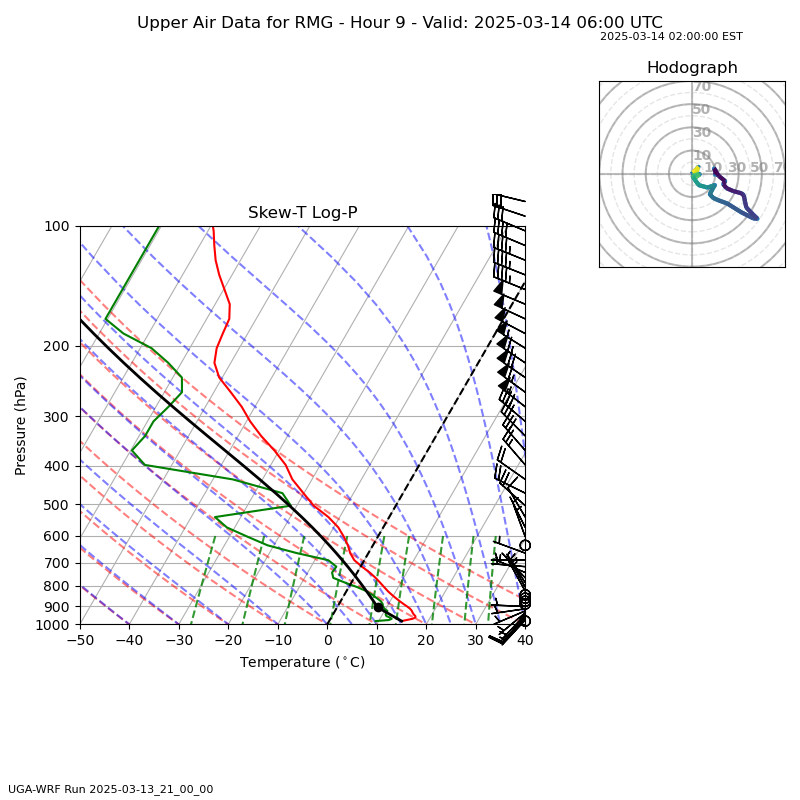 Upper Air Data for RMG - Hour 9 - Valid: 2025-03-14 06:00 UTC
2025-03-14 02:00:00 EST
Hodograph
70
50
30
10
10 30 50 70
Skew-T Log-P
100
200
300
400
500
600
700
800
900
1000
Pressure (hPa)
−50 −40 −30 −20 −10 0 10 20 30 40
Temperature (°C)
UGA-WRF Run 2025-03-13_21_00_00